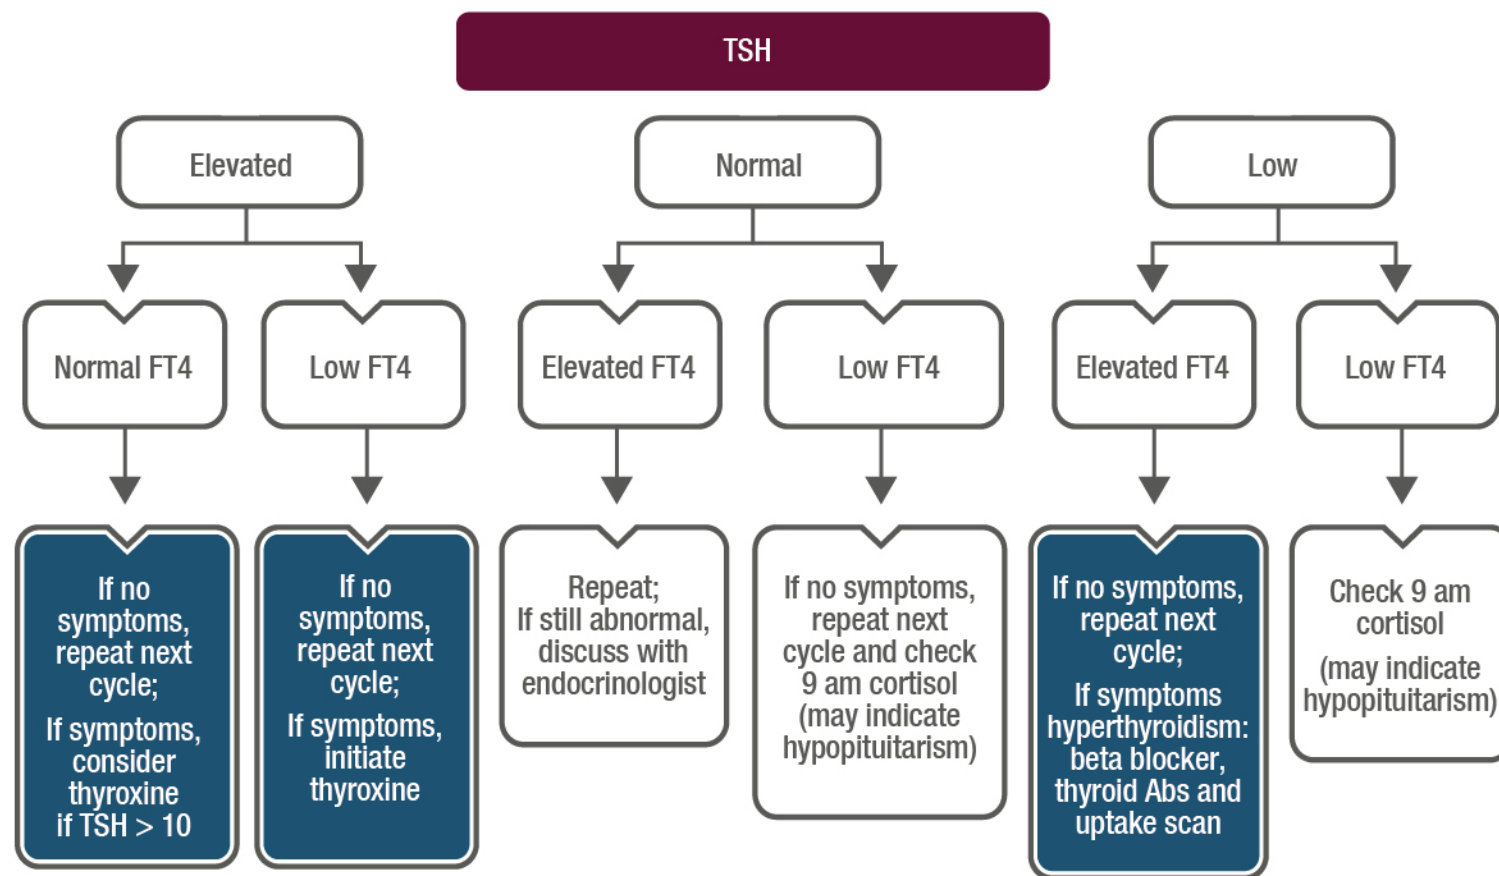 TSH
Elevated
Normal
Low
Normal FT4
Low FT4
Elevated FT4
Low FT4
Elevated FT4
Low FT4
If no
symptoms,
repeat next
cycle;
If symptoms,
consider
thyroxine
if TSH > 10
If no
symptoms,
repeat next
cycle;
If symptoms,
initiate
thyroxine
Repeat;
If still abnormal,
discuss with
endocrinologist
If no symptoms,
repeat next
cycle and check
9 am cortisol
(may indicate
hypopituitarism)
If no symptoms,
repeat next
cycle;
If symptoms
hyperthyroidism:
beta blocker,
thyroid Abs and
uptake scan
Check 9 am
cortisol
(may indicate
hypopituitarism)